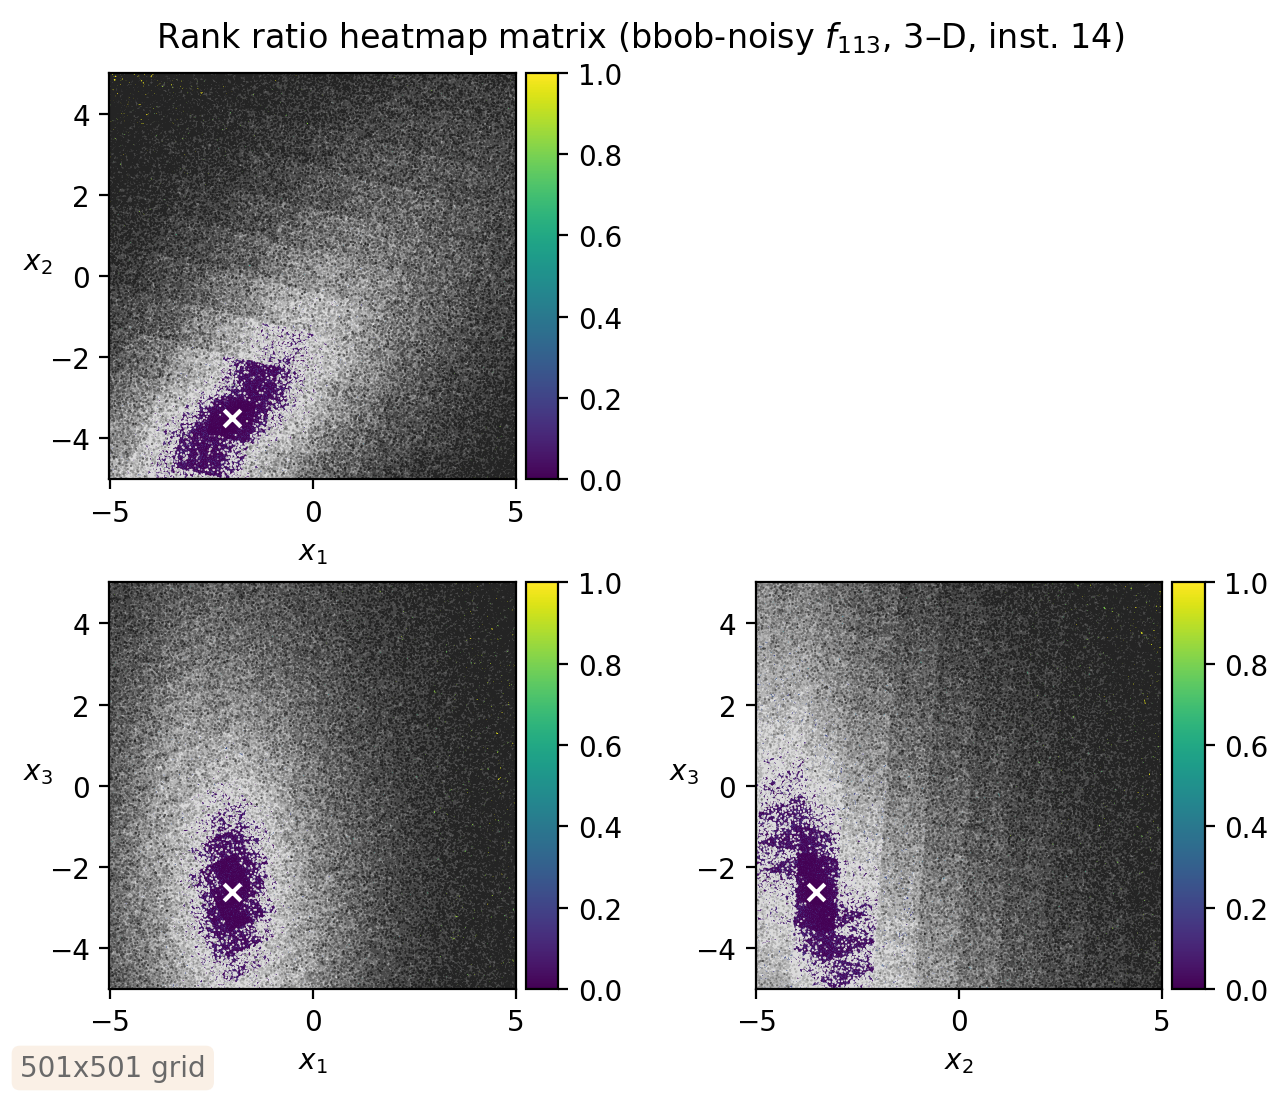 Rank ratio heatmap matrix (bbob-noisy f113, 3–D, inst. 14)
1.0
4
0.8
2
0.6
x2
0
0.4
−2
0.2
−4
0.0
−5 0 5
x1
1.0 1.0
4 4
0.8 0.8
2 2
0.6 0.6
x3 0 x3 0
0.4 0.4
−2 −2
0.2 0.2
−4 −4
0.0 0.0
−5 0 5 −5 0 5
x1 x2
501x501 grid